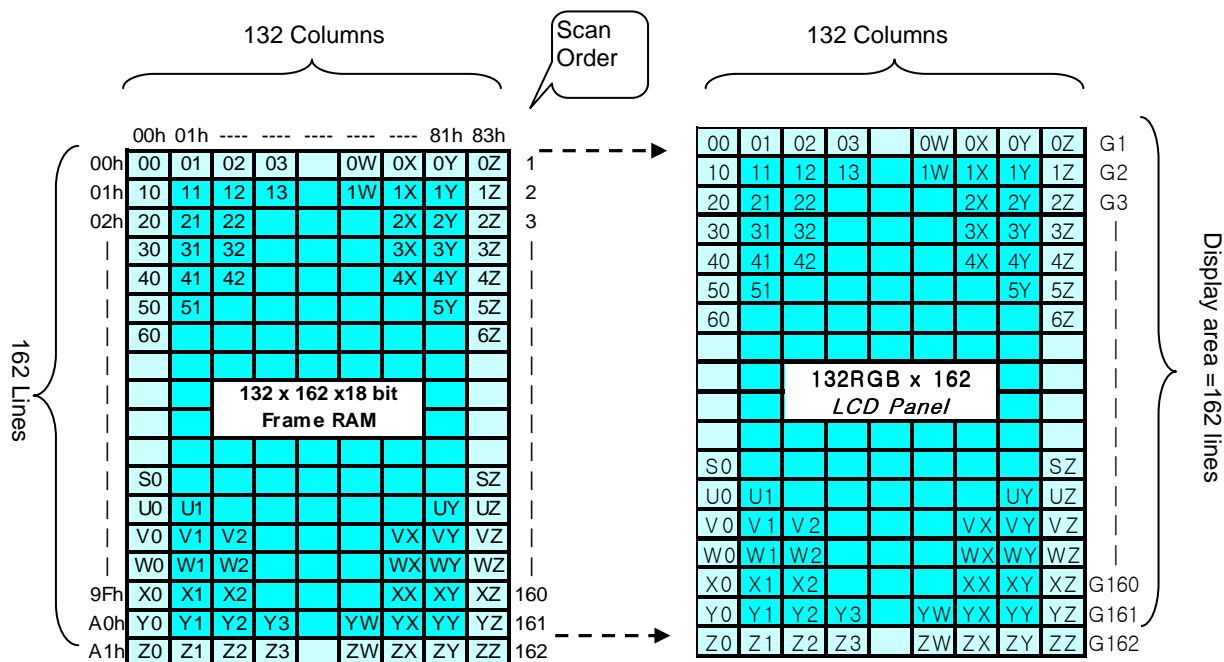 132 Columns
Scan
Order
132 Columns
00h 01h ---- ---- ---- ---- ---- 81h 83h
00h 00 01 02 03 0W 0X 0Y 0Z 1
01h 10 11 12 13 1W 1X 1Y 1Z 2
02h 20 21 22 2X 2Y 2Z 3
30 31 32 3X 3Y 3Z
40 41 42 4X 4Y 4Z
50 51 5Y 5Z
60 6Z
162 Lines
132 x 162 x18 bit
Frame RAM
S0 SZ
U0 U1 UY UZ
V0 V1 V2 VX VY VZ
W0 W1 W2 WX WY WZ
9Fh X0 X1 X2 XX XY XZ 160
A0h Y0 Y1 Y2 Y3 YW YX YY YZ 161
A1h Z0 Z1 Z2 Z3 ZW ZX ZY ZZ 162
00 01 02 03 0W 0X 0Y 0Z G1
10 11 12 13 1W 1X 1Y 1Z G2
20 21 22 2X 2Y 2Z G3
30 31 32 3X 3Y 3Z
40 41 42 4X 4Y 4Z
50 51 5Y 5Z
60 6Z
132RGB x 162
LCD Panel
S0 SZ
U0 U1 UY UZ
V0 V1 V2 VX VY VZ
W0 W1 W2 WX WY WZ
X0 X1 X2 XX XY XZ G160
Y0 Y1 Y2 Y3 YW YX YY YZ G161
Z0 Z1 Z2 Z3 ZW ZX ZY ZZ G162
Display area =162 lines